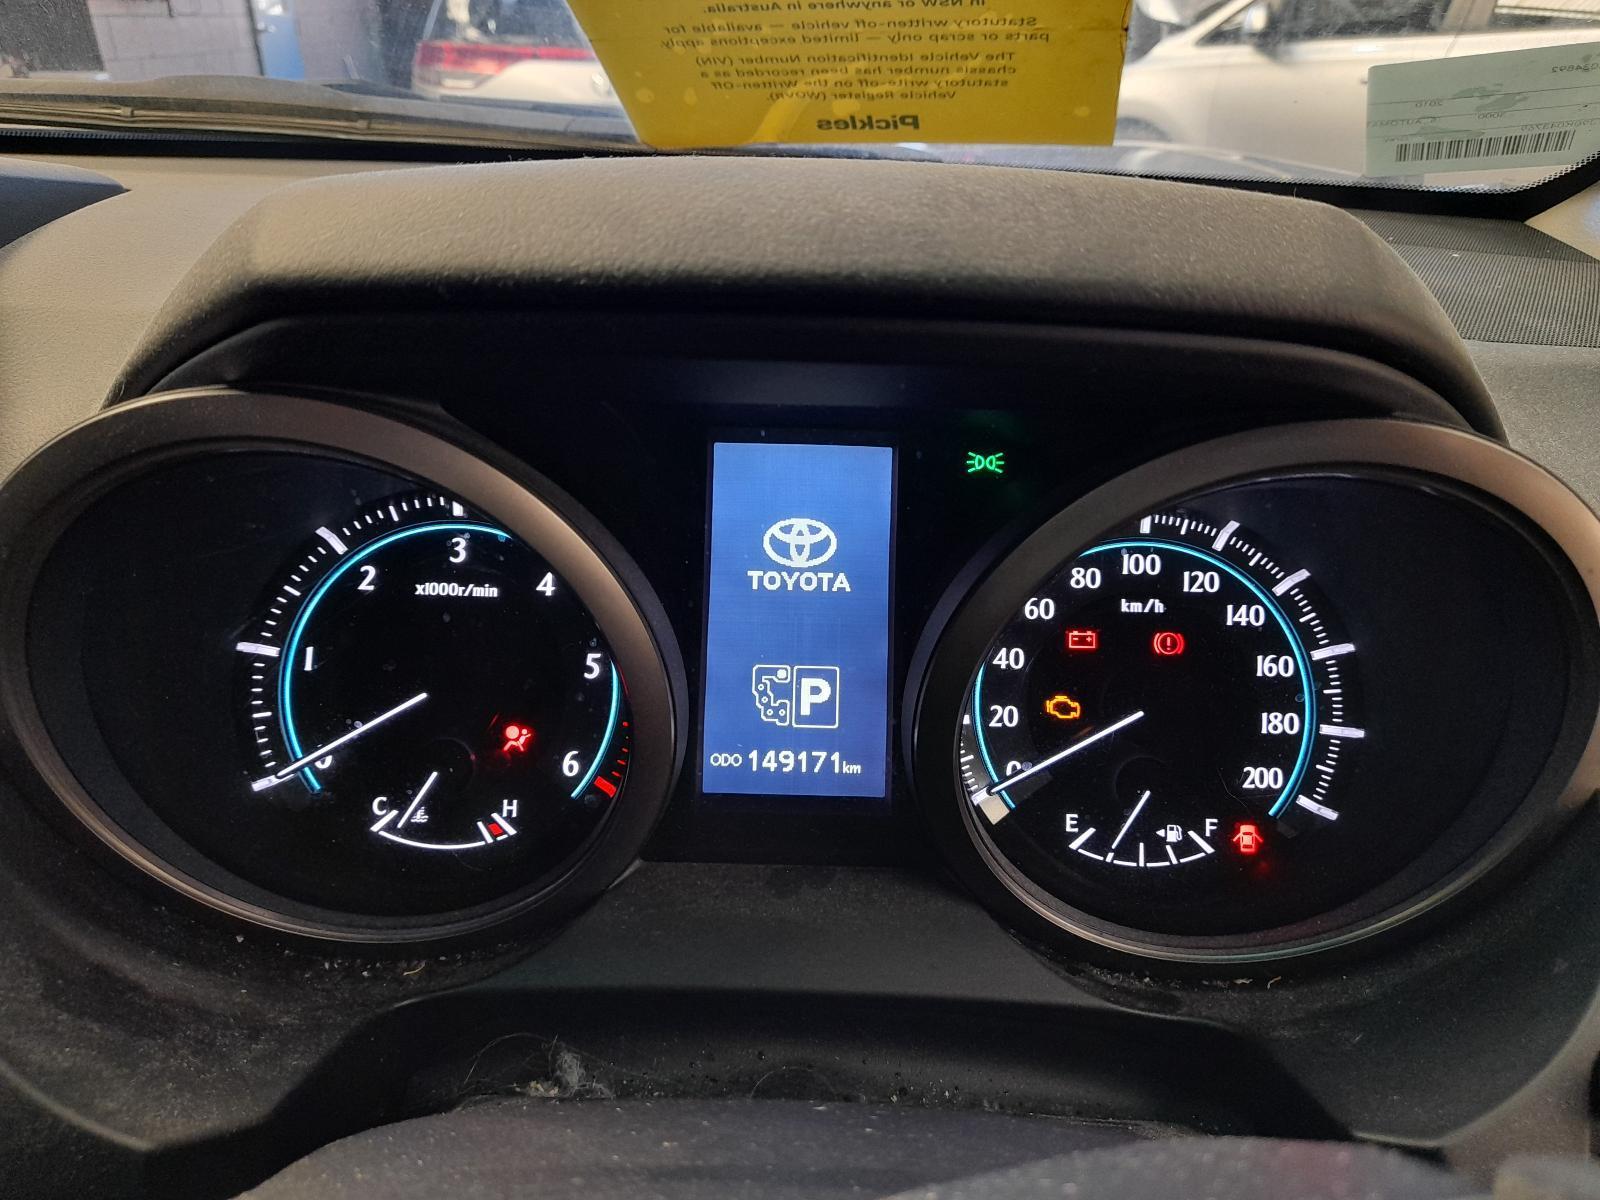 in NSW or anywhere in Australia.
Statutory written-off vehicle — available for
parts or scrap only — limited exceptions apply
The Vehicle Identification Number (VIN)
chassis number has been recorded as a
statutory write-off on the Written-Off
Vehicle Register (WOVR).
Pickles
2010
3000
x1000r/min
0
1
2
3
4
5
6
C
H
TOYOTA
P
ODO 149171 km
km/h
0
20
40
60
80
100
120
140
160
180
200
E
F